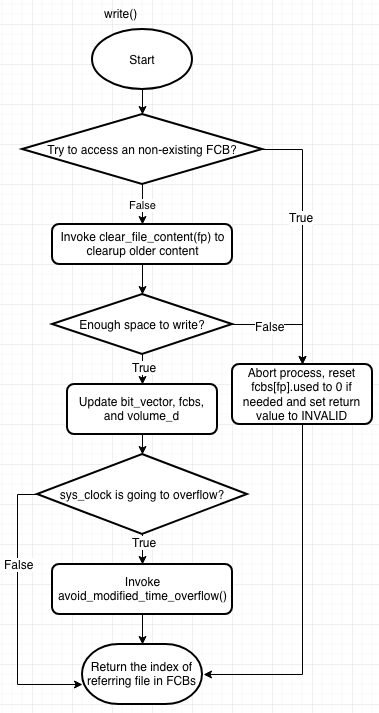 write()
Start
Try to access an non-existing FCB?
False
True
Invoke clear_file_content(fp) to
clearup older content
Enough space to write?
False
True
Abort process, reset
fcbs[fp].used to 0 if
needed and set return
value to INVALID
Update bit_vector, fcbs,
and volume_d
sys_clock is going to overflow?
True
False
Invoke
avoid_modified_time_overflow()
Return the index of
referring file in FCBs